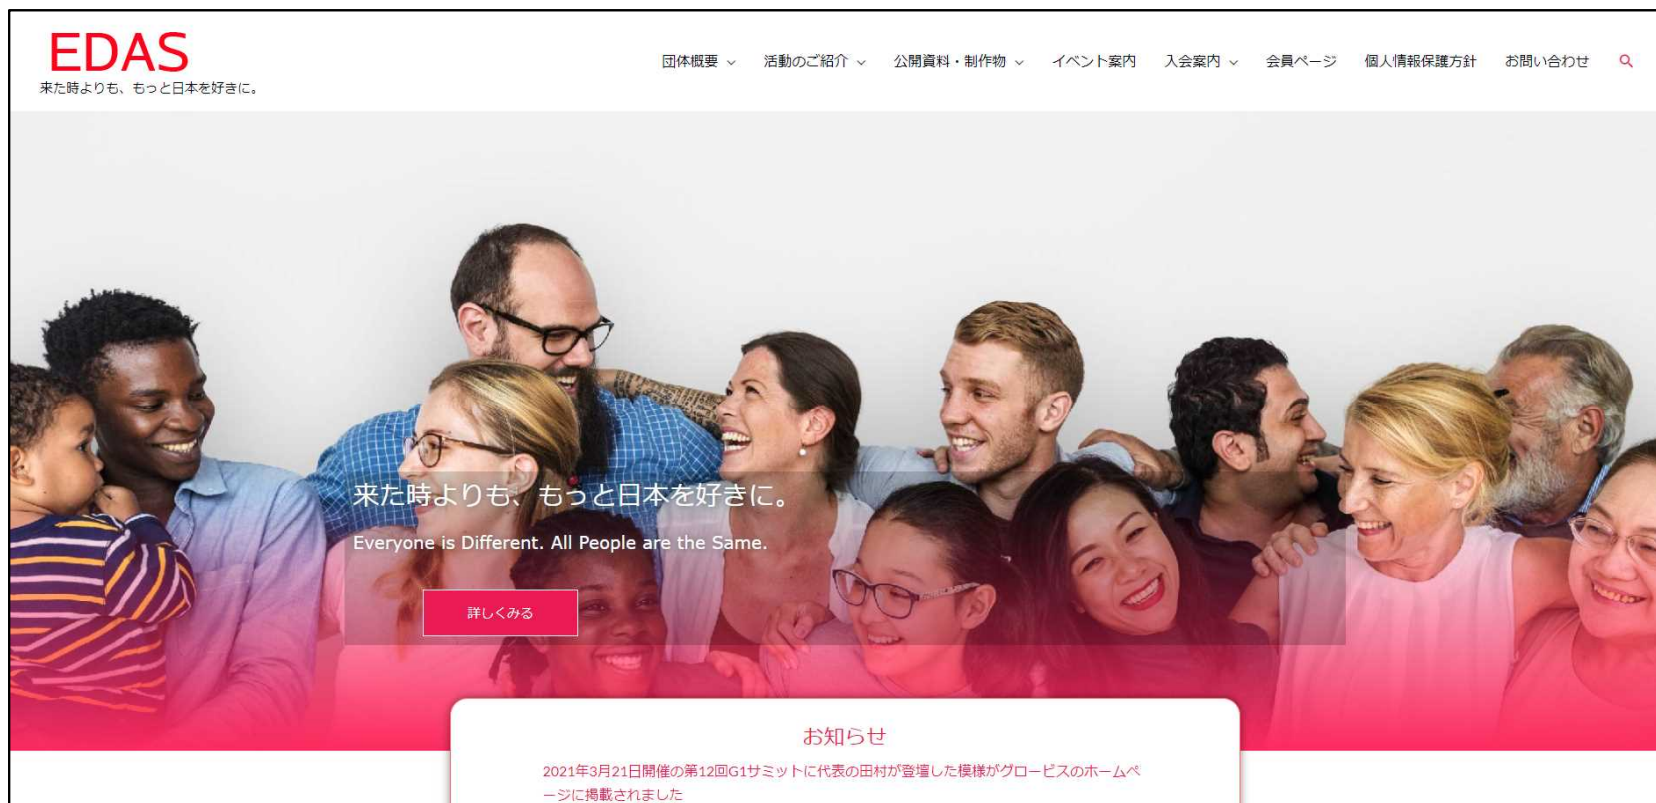 EDAS
来た時よりも、もっと日本を好きに。
団体概要 活動のご紹介 公開資料・制作物 イベント案内 入会案内 会員ページ 個人情報保護方針 お問い合わせ
来た時よりも、もっと日本を好きに。
Everyone is Different. All People are the Same.
詳しくみる
お知らせ
2021年3月21日開催の第12回G1サミットに代表の田村が登壇した模様がグロービスのホームペ
ージに掲載されました